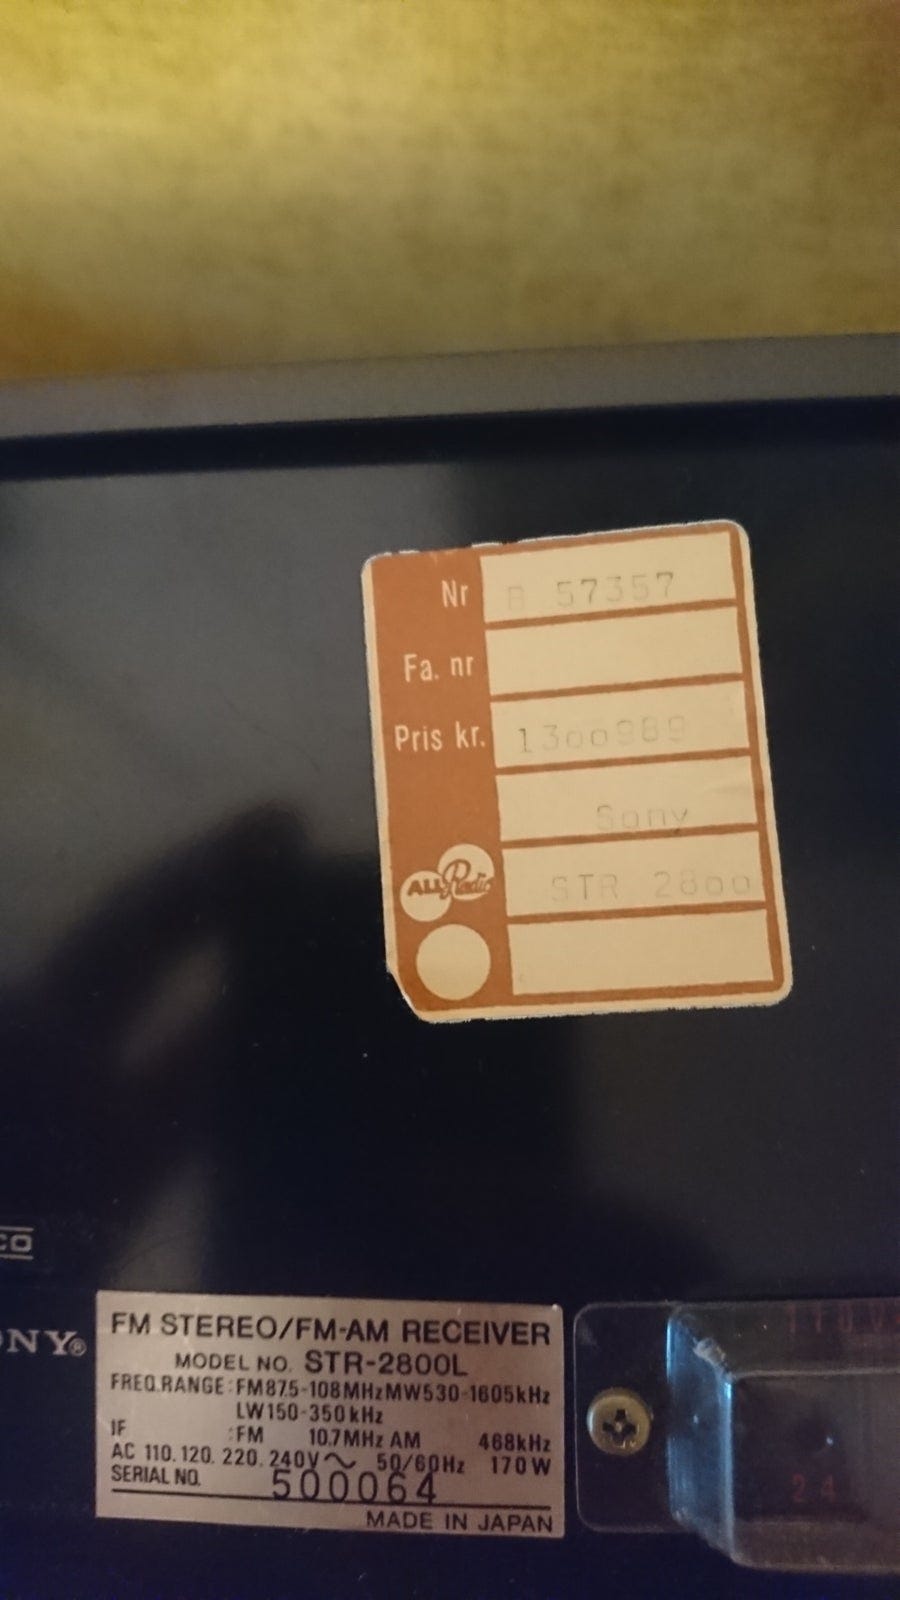 Nr B 57357
Fa. nr
Pris kr. 1300989
Sony
ALL Radio
STR 2800
FM STEREO/FM-AM RECEIVER
MODEL NO. STR-2800L
FREQ.RANGE:FM87.5-108MHz MW530-1605kHz
LW150-350kHz
IF :FM 10.7MHz AM 468kHz
AC 110.120.220.240V~ 50/60Hz 170W
SERIAL NO. 500064
MADE IN JAPAN